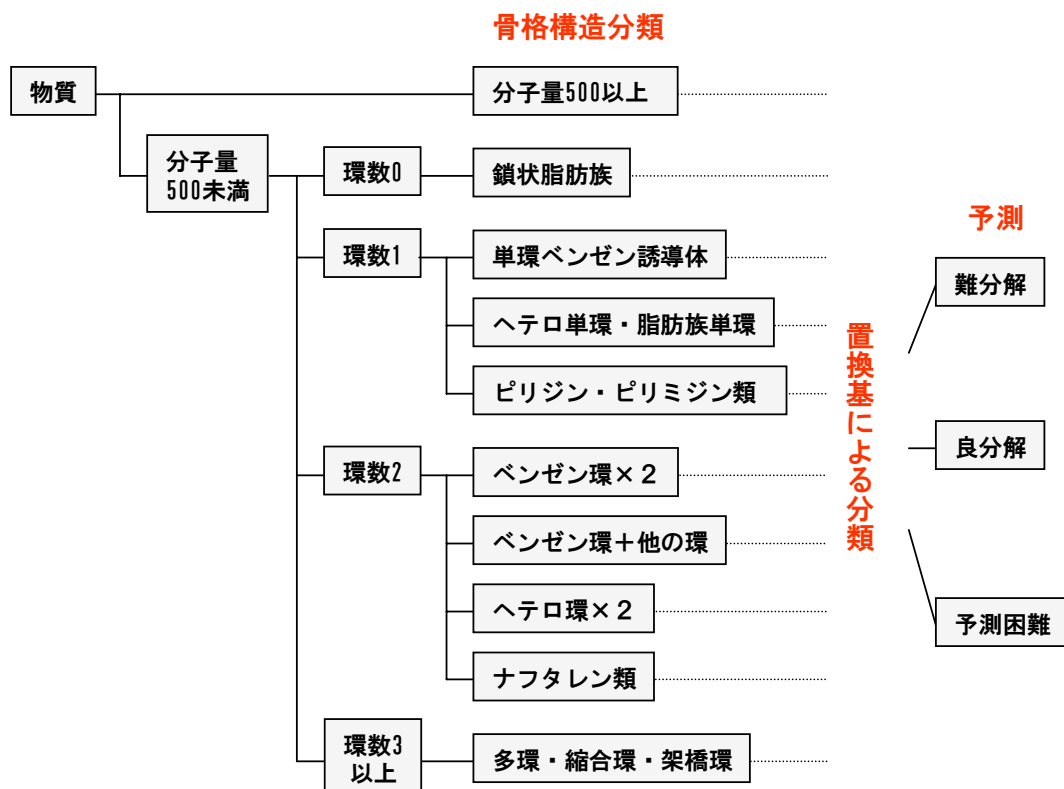 骨格構造分類
物質
分子量500以上
分子量
500未満
環数0
鎖状脂肪族
環数1
単環ベンゼン誘導体
ヘテロ単環・脂肪族単環
ピリジン・ピリミジン類
環数2
ベンゼン環×2
ベンゼン環＋他の環
ヘテロ環×2
ナフタレン類
環数3
以上
多環・縮合環・架橋環
置換基による分類
予測
難分解
良分解
予測困難